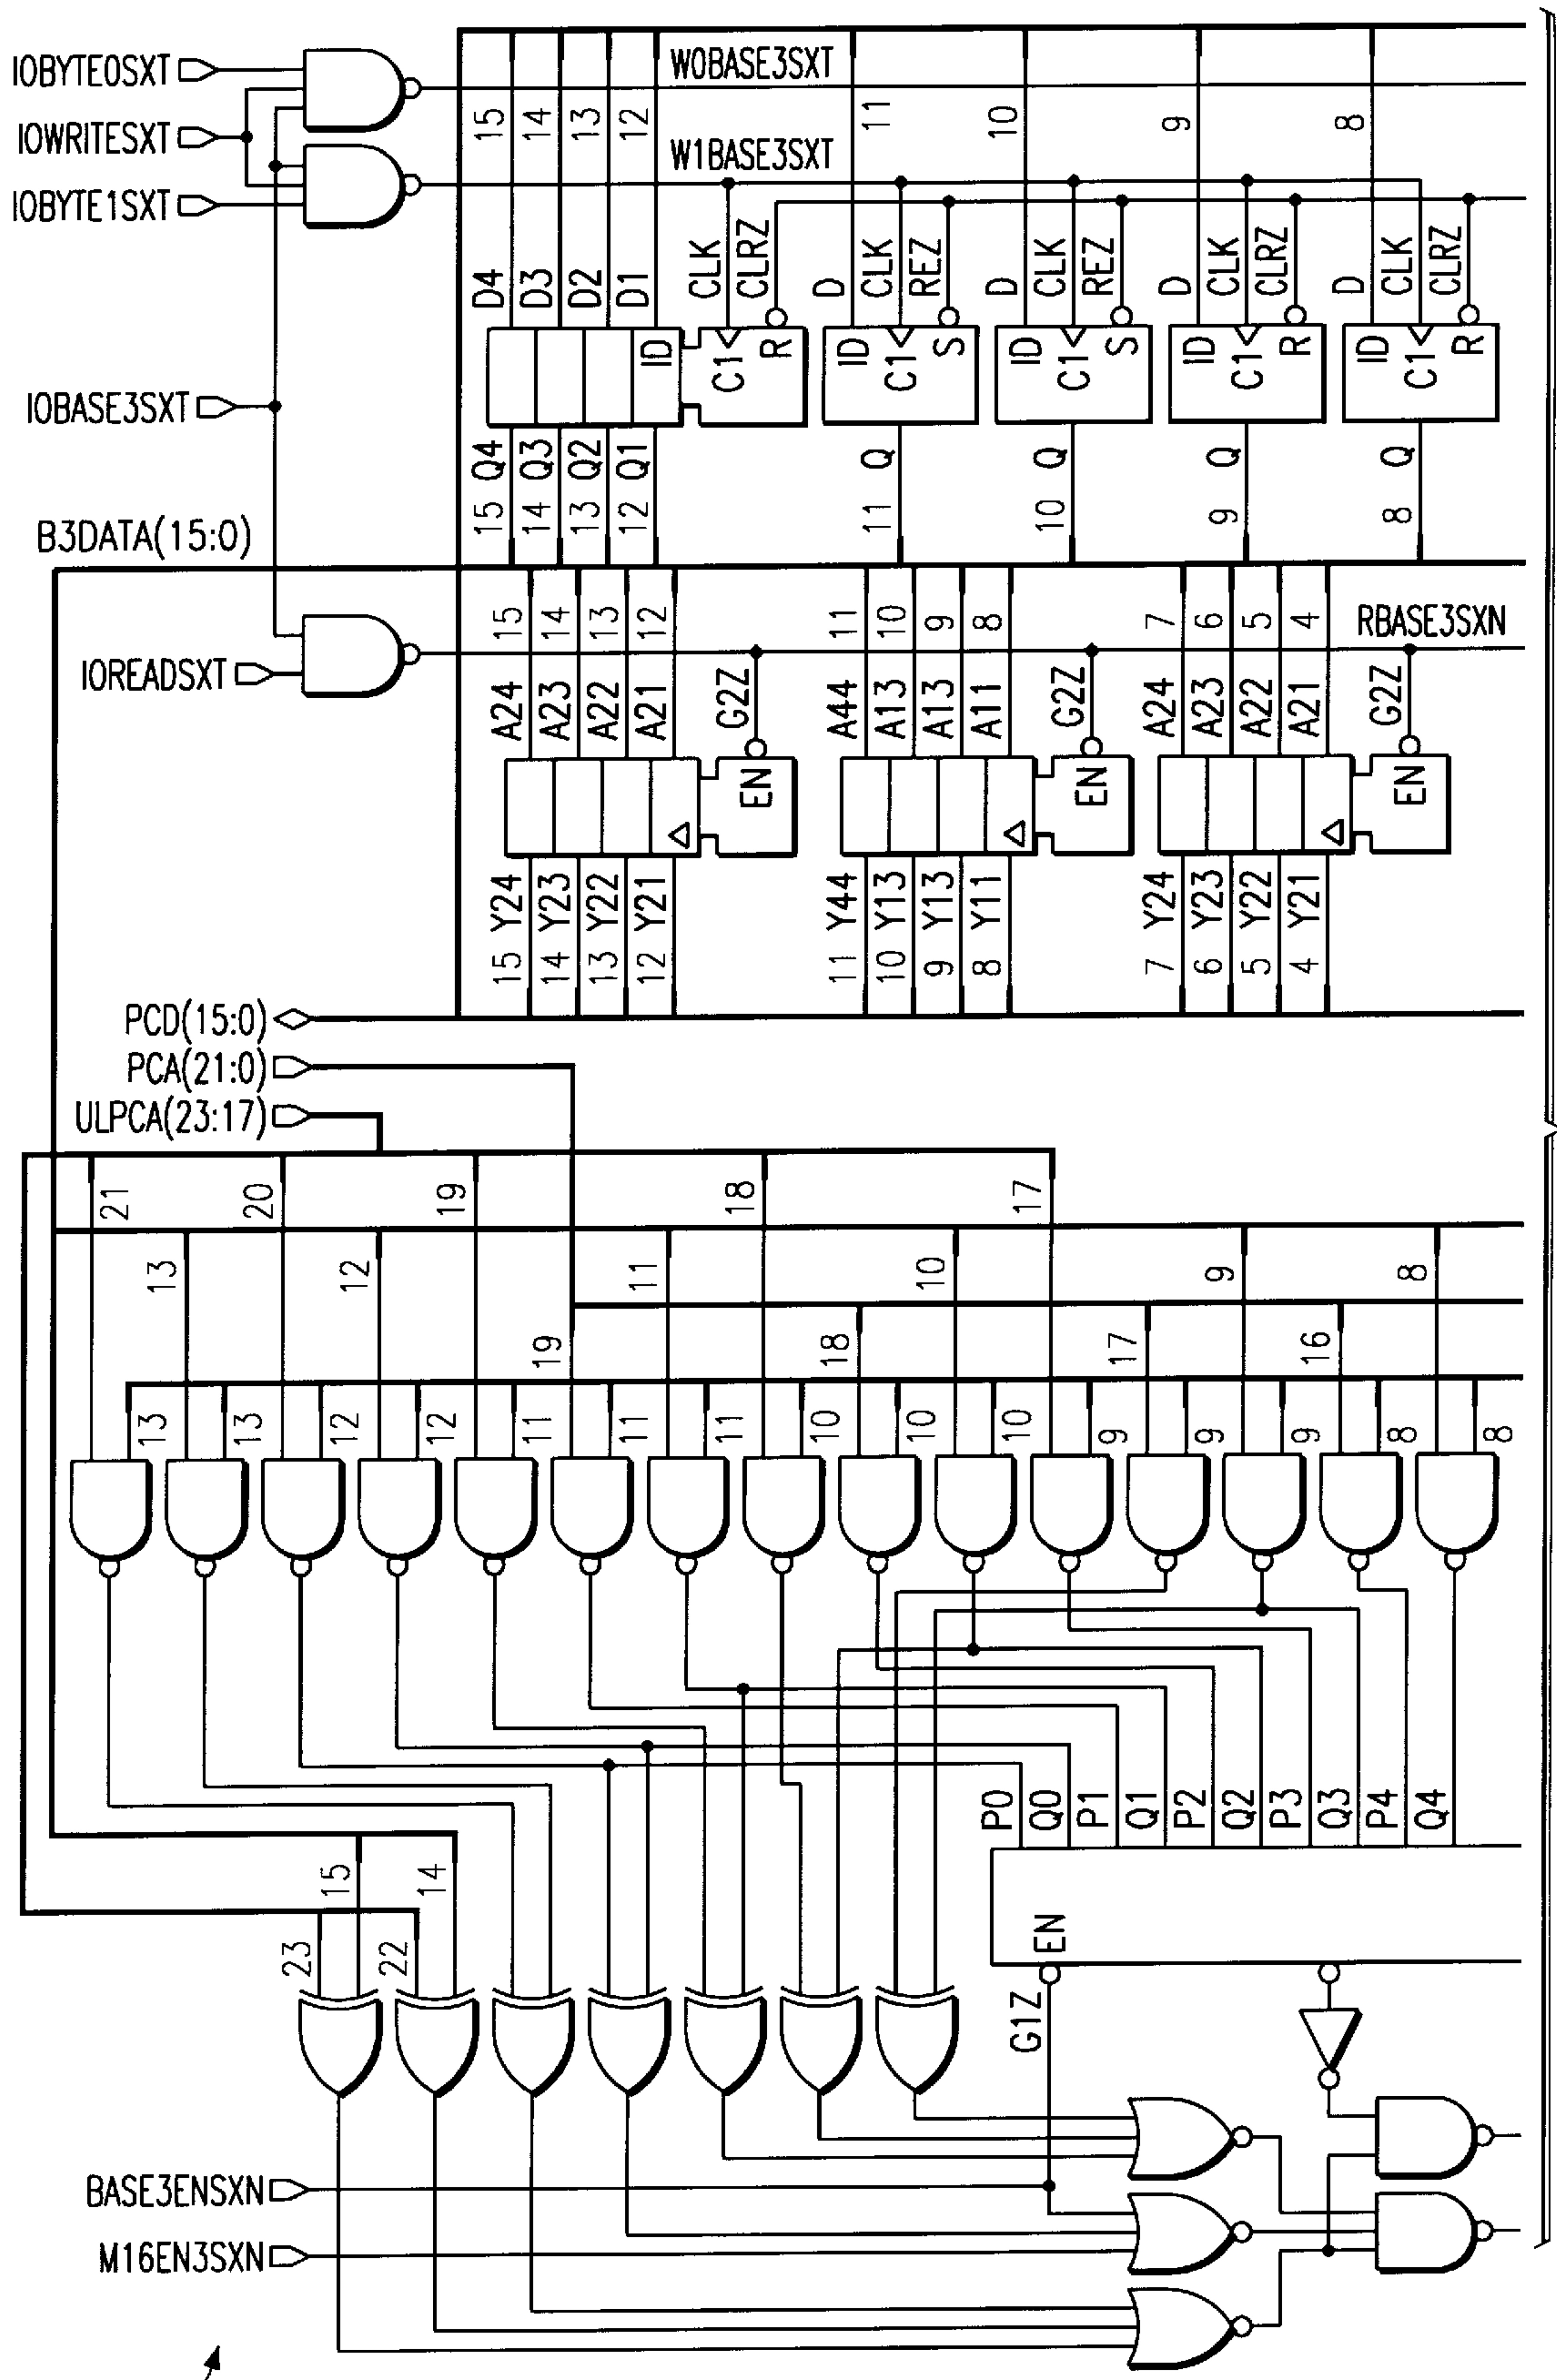 IOBYTE0SXT
IOWRITESXT
IOBYTE1SXT
W0BASE3SXT
15 14 13 12 11 10 9 8
W1BASE3SXT
D4 D3 D2 D1 CLK CLRZ D CLK REZ D CLK REZ D CLK CLRZ D CLK CLRZ
1D C1 R 1D C1 S 1D C1 S 1D C1 R 1D C1 R
IOBASE3SXT
Q4 Q3 Q2 Q1 Q Q Q Q
15 14 13 12 11 10 9 8
B3DATA(15:0)
15 14 13 12 11 10 9 8 7 6 5 4
RBASE3SXN
IOREADSXT
A24 A23 A22 A21 G2Z A44 A13 A13 A11 G2Z A24 A23 A22 A21 G2Z
EN EN EN
Y24 Y23 Y22 Y21 Y44 Y13 Y13 Y11 Y24 Y23 Y22 Y21
15 14 13 12 11 10 9 8 7 6 5 4
PCD(15:0)
PCA(21:0)
ULPCA(23:17)
21 20 19 18 17
13 12 11 10 9 8
19 18 17 16
13 13 12 12 11 11 11 10 10 10 9 9 9 8 8
P0 Q0 P1 Q1 P2 Q2 P3 Q3 P4 Q4
15 14
23 22
EN
G1Z
BASE3ENSXN
M16EN3SXN